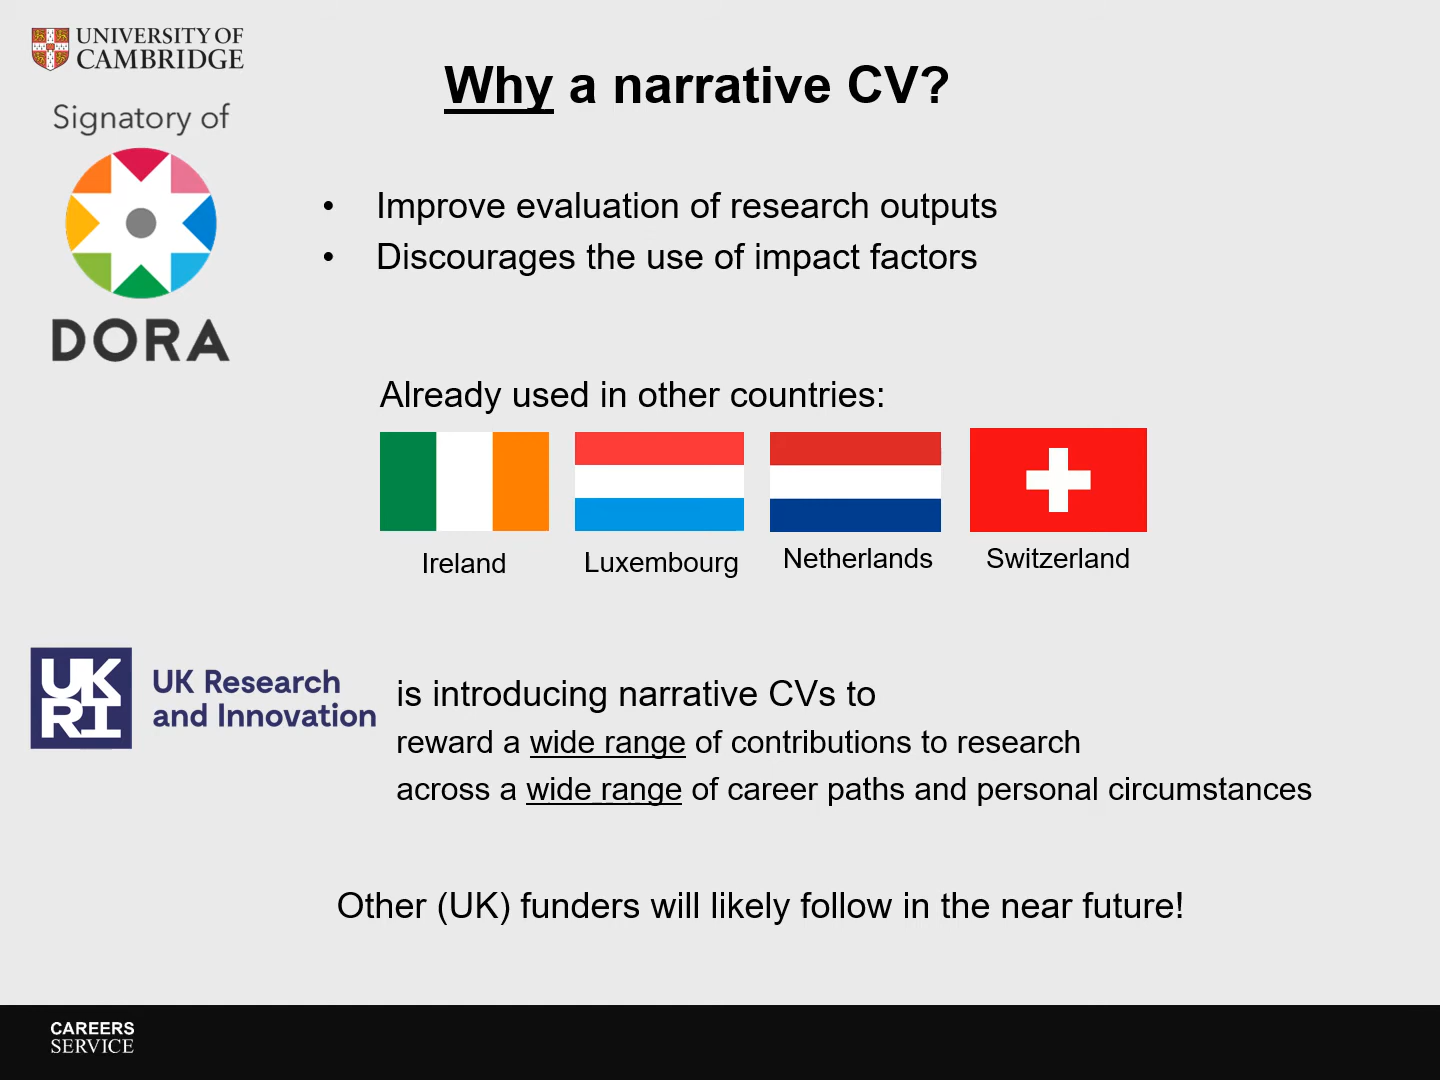 UNIVERSITY OF
CAMBRIDGE
Why a narrative CV?
Signatory of
DORA
• Improve evaluation of research outputs
• Discourages the use of impact factors
Already used in other countries:
Ireland
Luxembourg
Netherlands
Switzerland
UK
RI
UK Research
and Innovation
is introducing narrative CVs to
reward a wide range of contributions to research
across a wide range of career paths and personal circumstances
Other (UK) funders will likely follow in the near future!
CAREERS
SERVICE